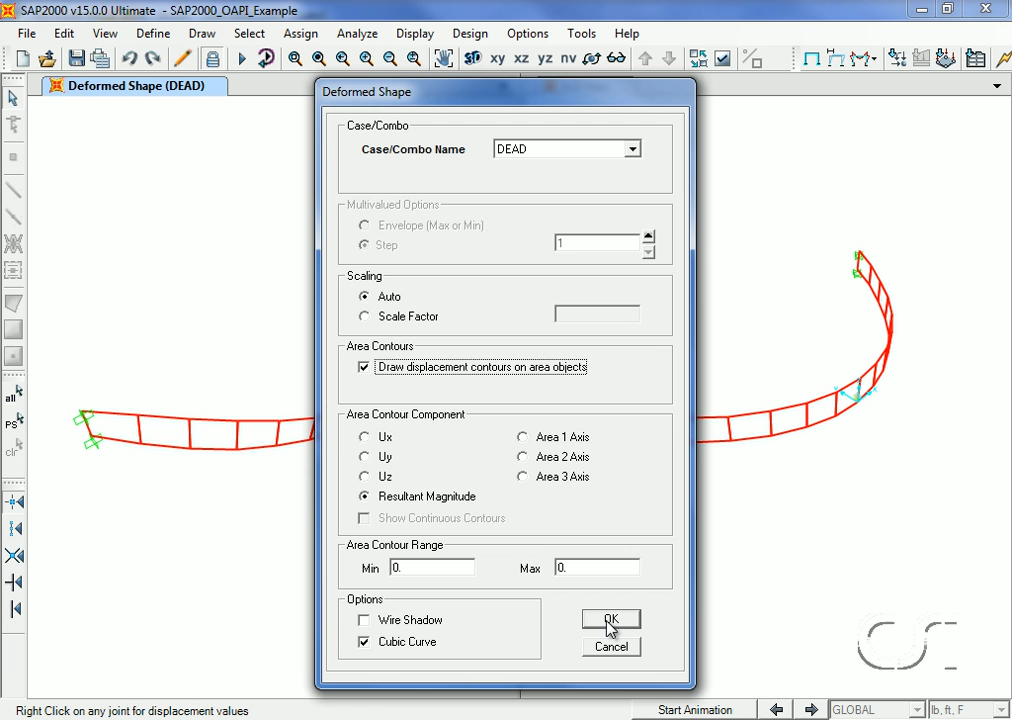 SAP2000 v15.0.0 Ultimate - SAP2000_OAPI_Example
File Edit View Define Draw Select Assign Analyze Display Design Options Tools Help
3D xy xz yz nv
Deformed Shape (DEAD)
Deformed Shape
Case/Combo
Case/Combo Name DEAD
Multivalued Options
Envelope (Max or Min)
Step 1
Scaling
Auto
Scale Factor
Area Contours
Draw displacement contours on area objects
Area Contour Component
Ux Area 1 Axis
Uy Area 2 Axis
Uz Area 3 Axis
Resultant Magnitude
Show Continuous Contours
Area Contour Range
Min 0. Max 0.
Options
Wire Shadow OK
Cubic Curve Cancel
all
PS
clr
CSI
Right Click on any joint for displacement values Start Animation GLOBAL lb, ft, F